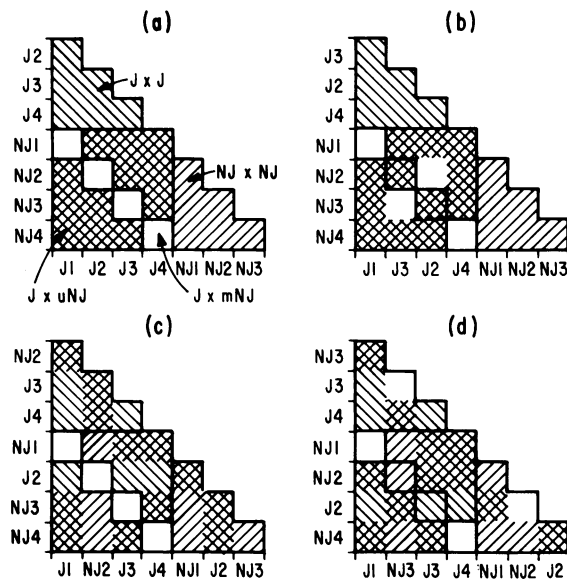 (a)
J2
J3
J4
NJ1
NJ2
NJ3
NJ4
J x J
NJ x NJ
J1 J2 J3 J4 NJ1 NJ2 NJ3
J x uNJ
J x mNJ
(b)
J3
J2
J4
NJ1
NJ2
NJ3
NJ4
J1 J3 J2 J4 NJ1 NJ2 NJ3
(c)
NJ2
J3
J4
NJ1
J2
NJ3
NJ4
J1 NJ2 J3 J4 NJ1 J2 NJ3
(d)
NJ3
J3
J4
NJ1
NJ2
J2
NJ4
J1 NJ3 J3 J4 NJ1 NJ2 J2